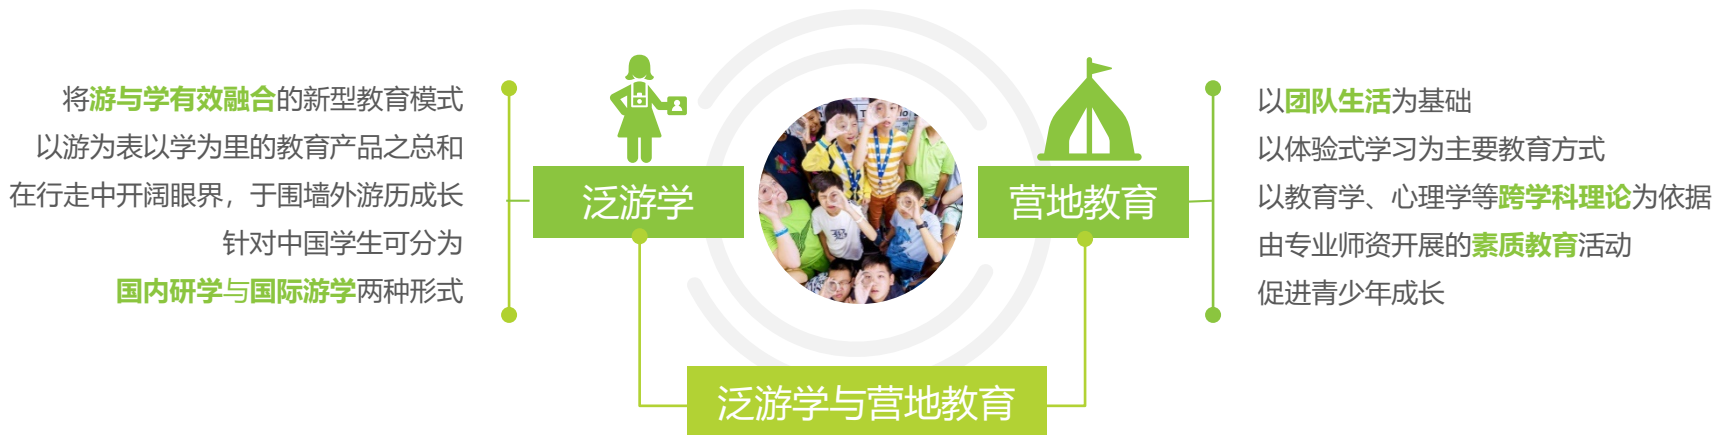 将游与学有效融合的新型教育模式
以游为表以学为里的教育产品之总和
在行走中开阔眼界，于围墙外游历成长
针对中国学生可分为
国内研学与国际游学两种形式
泛游学
营地教育
以团队生活为基础
以体验式学习为主要教育方式
以教育学、心理学等跨学科理论为依据
由专业师资开展的素质教育活动
促进青少年成长
泛游学与营地教育